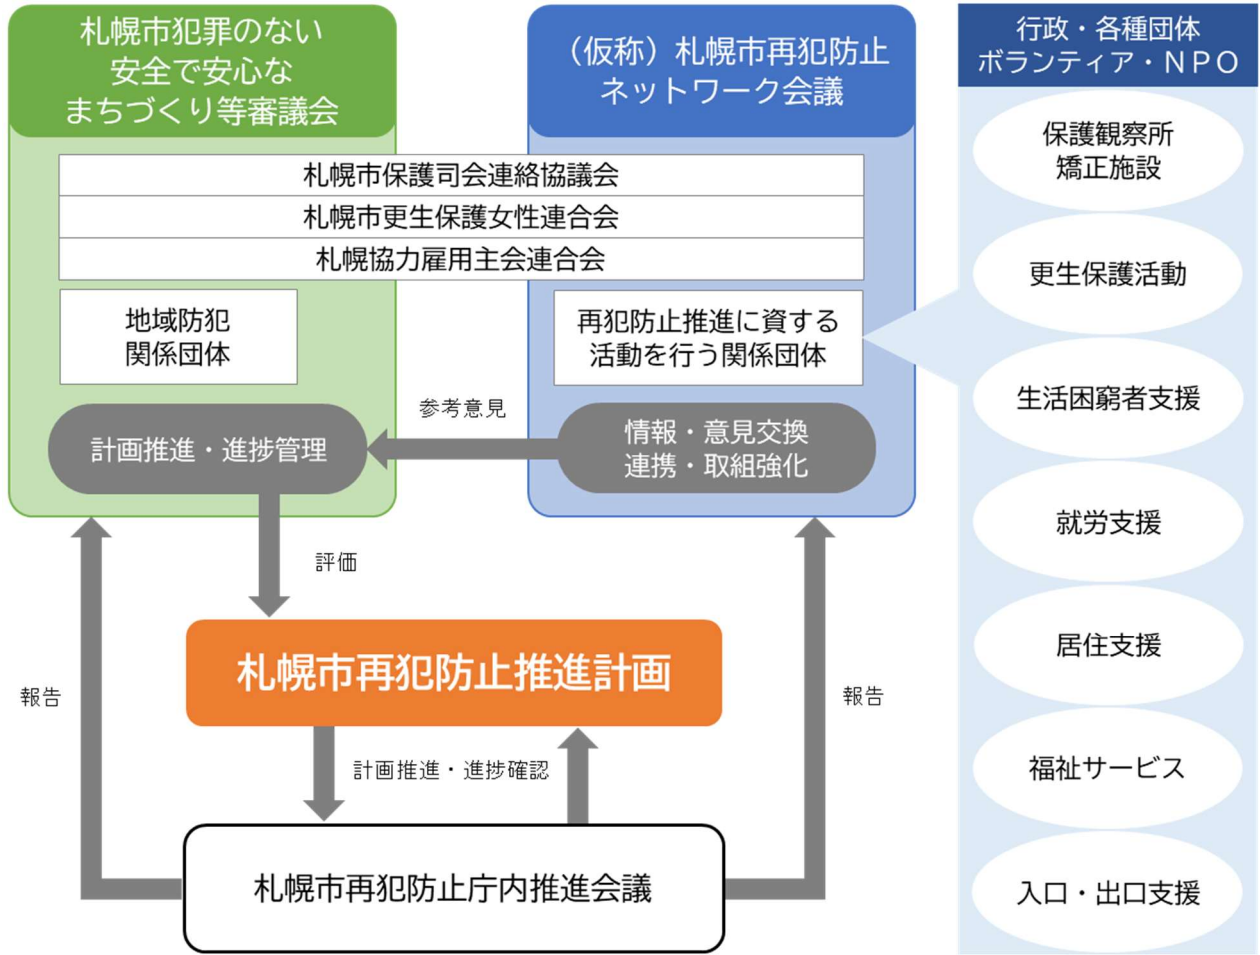 札幌市犯罪のない
安全で安心な
まちづくり等審議会
（仮称）札幌市再犯防止
ネットワーク会議
札幌市保護司会連絡協議会
札幌市更生保護女性連合会
札幌協力雇用主会連合会
地域防犯
関係団体
再犯防止推進に資する
活動を行う関係団体
計画推進・進捗管理
参考意見
情報・意見交換
連携・取組強化
評価
札幌市再犯防止推進計画
報告
報告
計画推進・進捗確認
札幌市再犯防止庁内推進会議
行政・各種団体
ボランティア・ＮＰＯ
保護観察所
矯正施設
更生保護活動
生活困窮者支援
就労支援
居住支援
福祉サービス
入口・出口支援